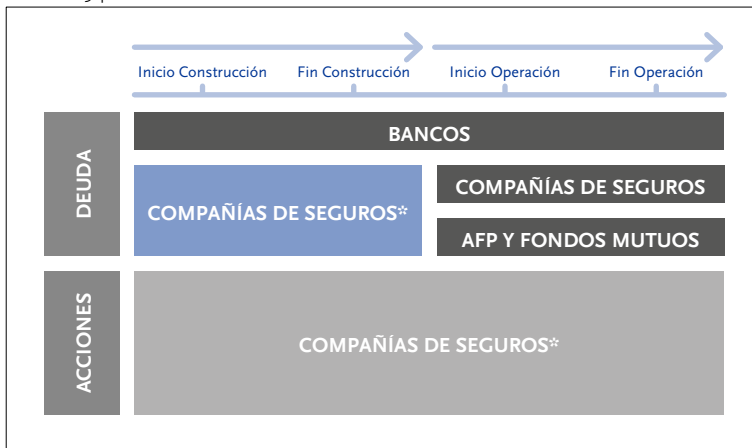 Inicio Construcción Fin Construcción Inicio Operación Fin Operación
DEUDA
BANCOS
COMPAÑÍAS DE SEGUROS*
COMPAÑÍAS DE SEGUROS
AFP Y FONDOS MUTUOS
ACCIONES
COMPAÑÍAS DE SEGUROS*